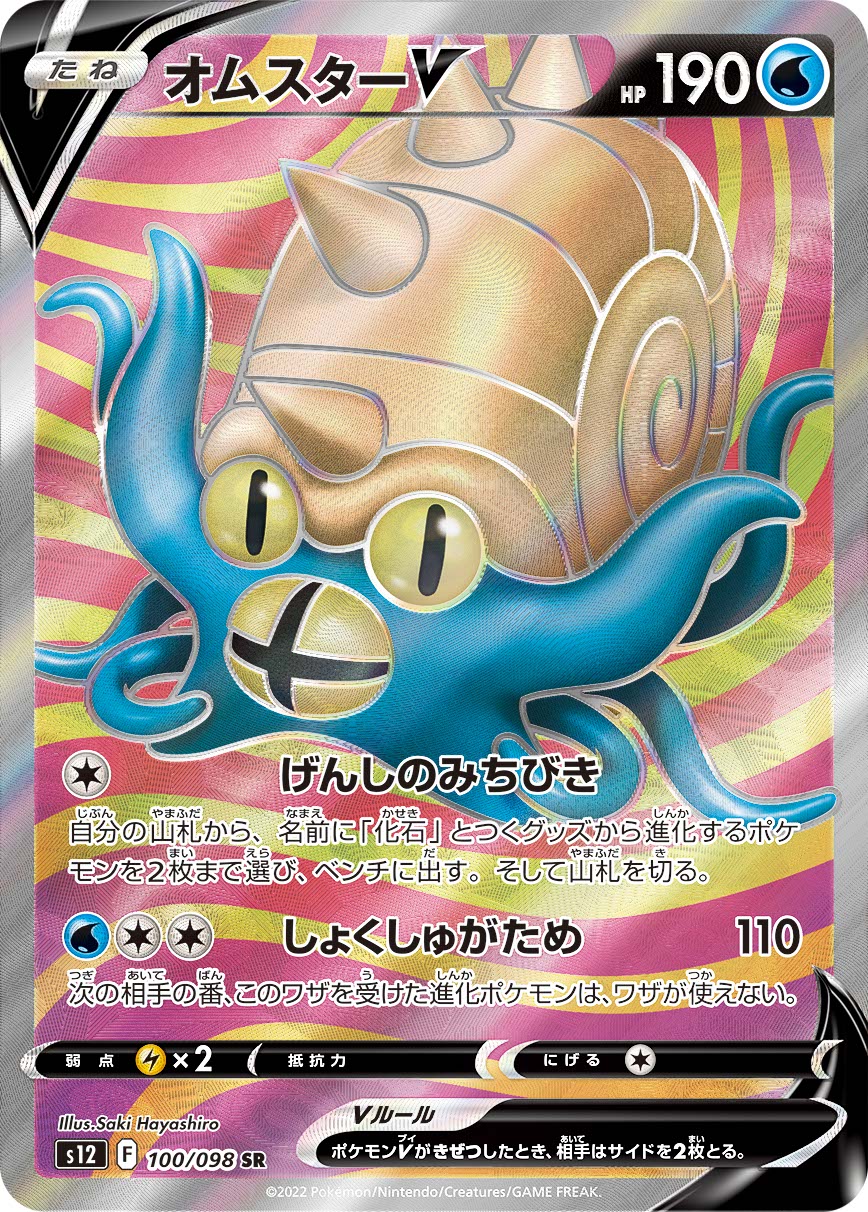 たね オムスターV HP 190
げんしのみちびき
自分の山札から、名前に「化石」とつくグッズから進化するポケ
モンを2枚まで選び、ベンチに出す。そして山札を切る。
しょくしゅがため 110
次の相手の番、このワザを受けた進化ポケモンは、ワザが使えない。
弱点 ×2 抵抗力 にげる
Illus. Saki Hayashiro
Vルール
ポケモンVがきぜつしたとき、相手はサイドを2枚とる。
s12 F 100/098 SR
©2022 Pokémon/Nintendo/Creatures/GAME FREAK.